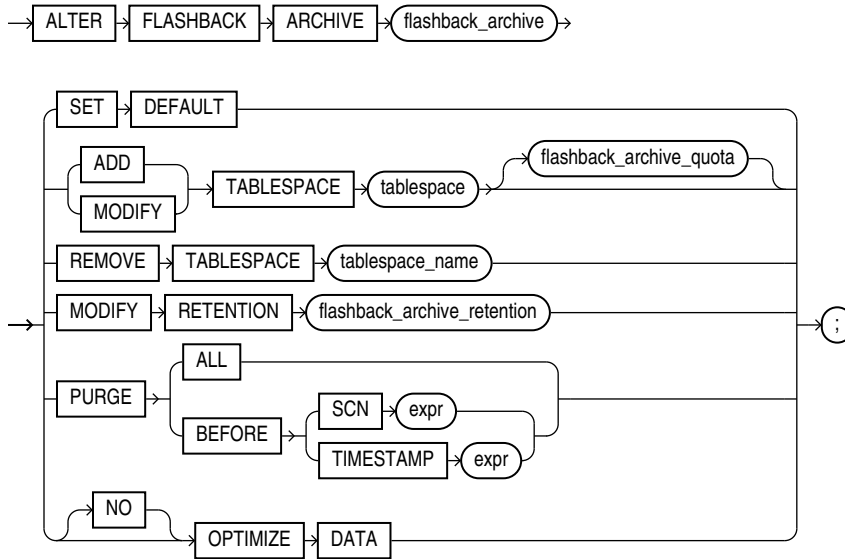 ALTER FLASHBACK ARCHIVE flashback_archive
SET DEFAULT
flashback_archive_quota
ADD
TABLESPACE tablespace
MODIFY
REMOVE TABLESPACE tablespace_name
MODIFY RETENTION flashback_archive_retention
;
ALL
PURGE
SCN expr
BEFORE
TIMESTAMP expr
NO
OPTIMIZE DATA